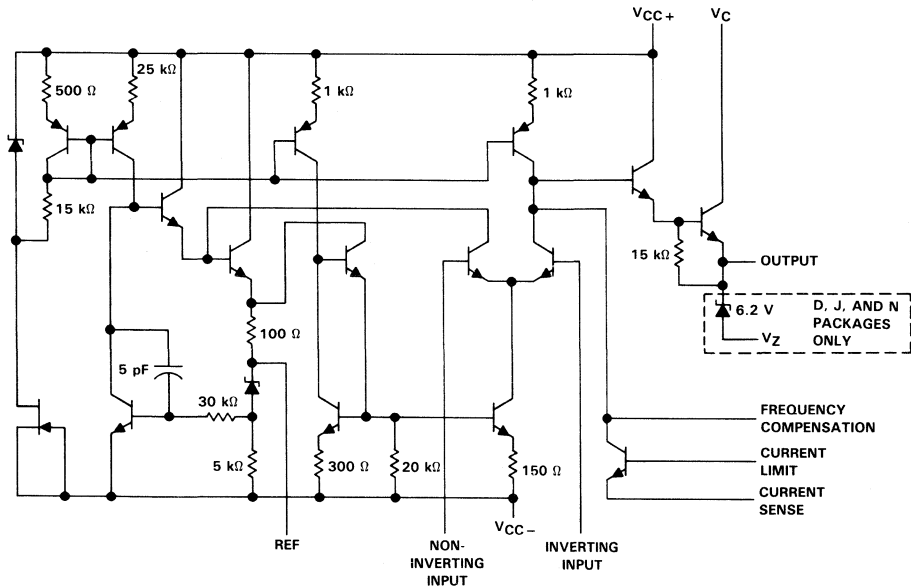 VCC+
VC
500 Ω
25 kΩ
1 kΩ
1 kΩ
15 kΩ
15 kΩ
OUTPUT
6.2 V
D, J, AND N
PACKAGES
ONLY
VZ
100 Ω
5 pF
30 kΩ
5 kΩ
300 Ω
20 kΩ
150 Ω
FREQUENCY
COMPENSATION
CURRENT
LIMIT
CURRENT
SENSE
VCC−
REF
NON-
INVERTING
INPUT
INVERTING
INPUT